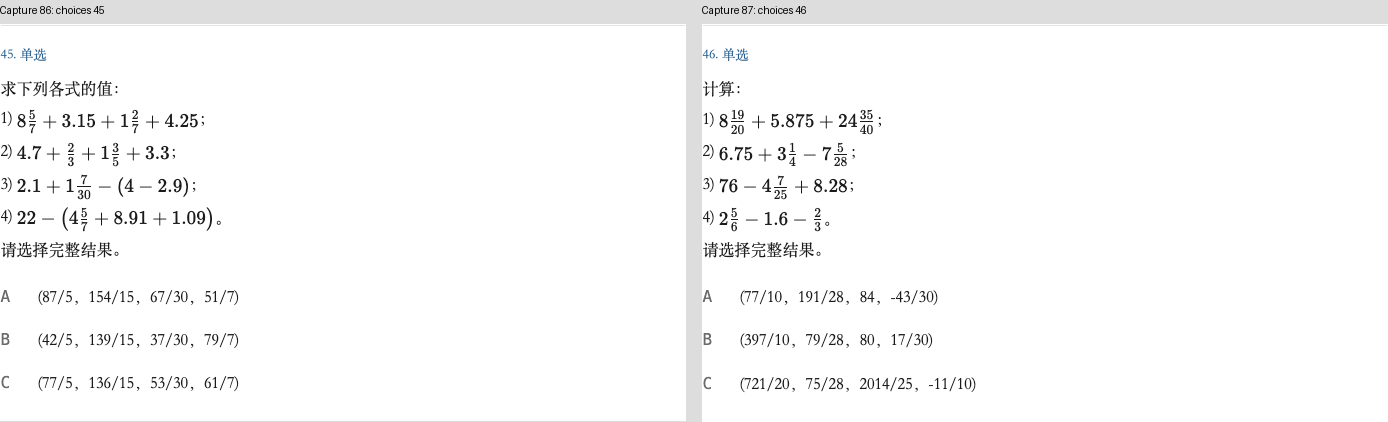 Capture 86: choices 45
45. 单选
求下列各式的值：
1) 8 5/7 + 3.15 + 1 2/7 + 4.25；
2) 4.7 + 2/3 + 1 3/5 + 3.3；
3) 2.1 + 1 7/30 − (4 − 2.9)；
4) 22 − (4 5/7 + 8.91 + 1.09)。
请选择完整结果。
A (87/5，154/15，67/30，51/7)
B (42/5，139/15，37/30，79/7)
C (77/5，136/15，53/30，61/7)
Capture 87: choices 46
46. 单选
计算：
1) 8 19/20 + 5.875 + 24 35/40；
2) 6.75 + 3 1/4 − 7 5/28；
3) 76 − 4 7/25 + 8.28；
4) 2 5/6 − 1.6 − 2/3。
请选择完整结果。
A (77/10，191/28，84，-43/30)
B (397/10，79/28，80，17/30)
C (721/20，75/28，2014/25，-11/10)